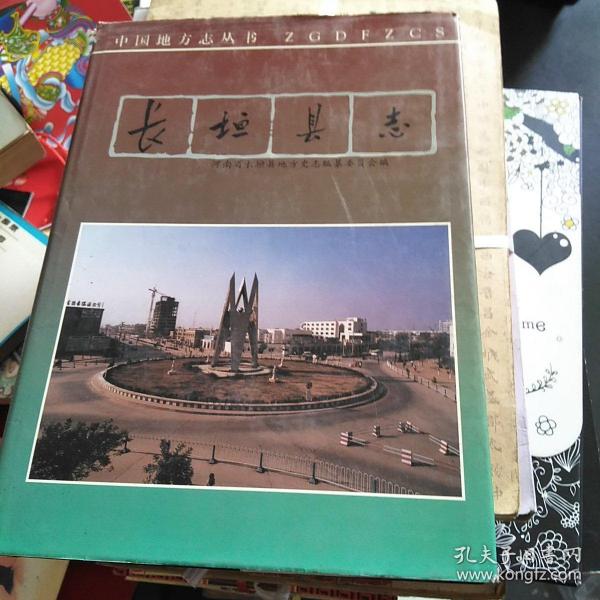 中国地方志丛书 ZGDFZCS
长垣县志
河南省长垣县地方史志编纂委员会编
me
孔夫子旧书网
www.kongfz.com